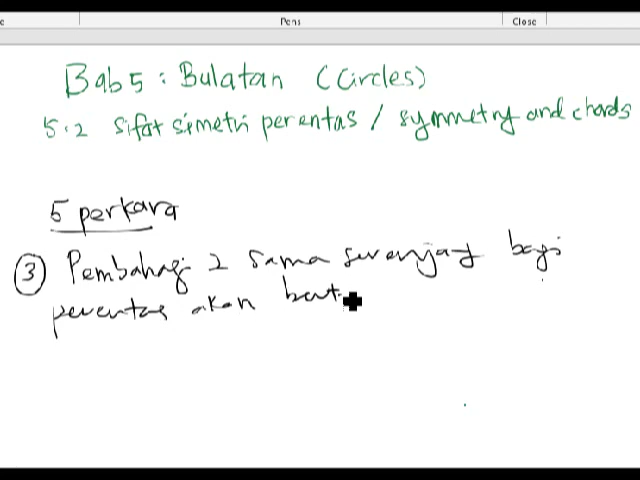 Pens
Close
Bab 5 : Bulatan (Circles)
5.2 Sifat simetri perentas / symmetry and chords
5 perkara
3 Pembahagi 2 sama serenjang bagi
perentas akan bert